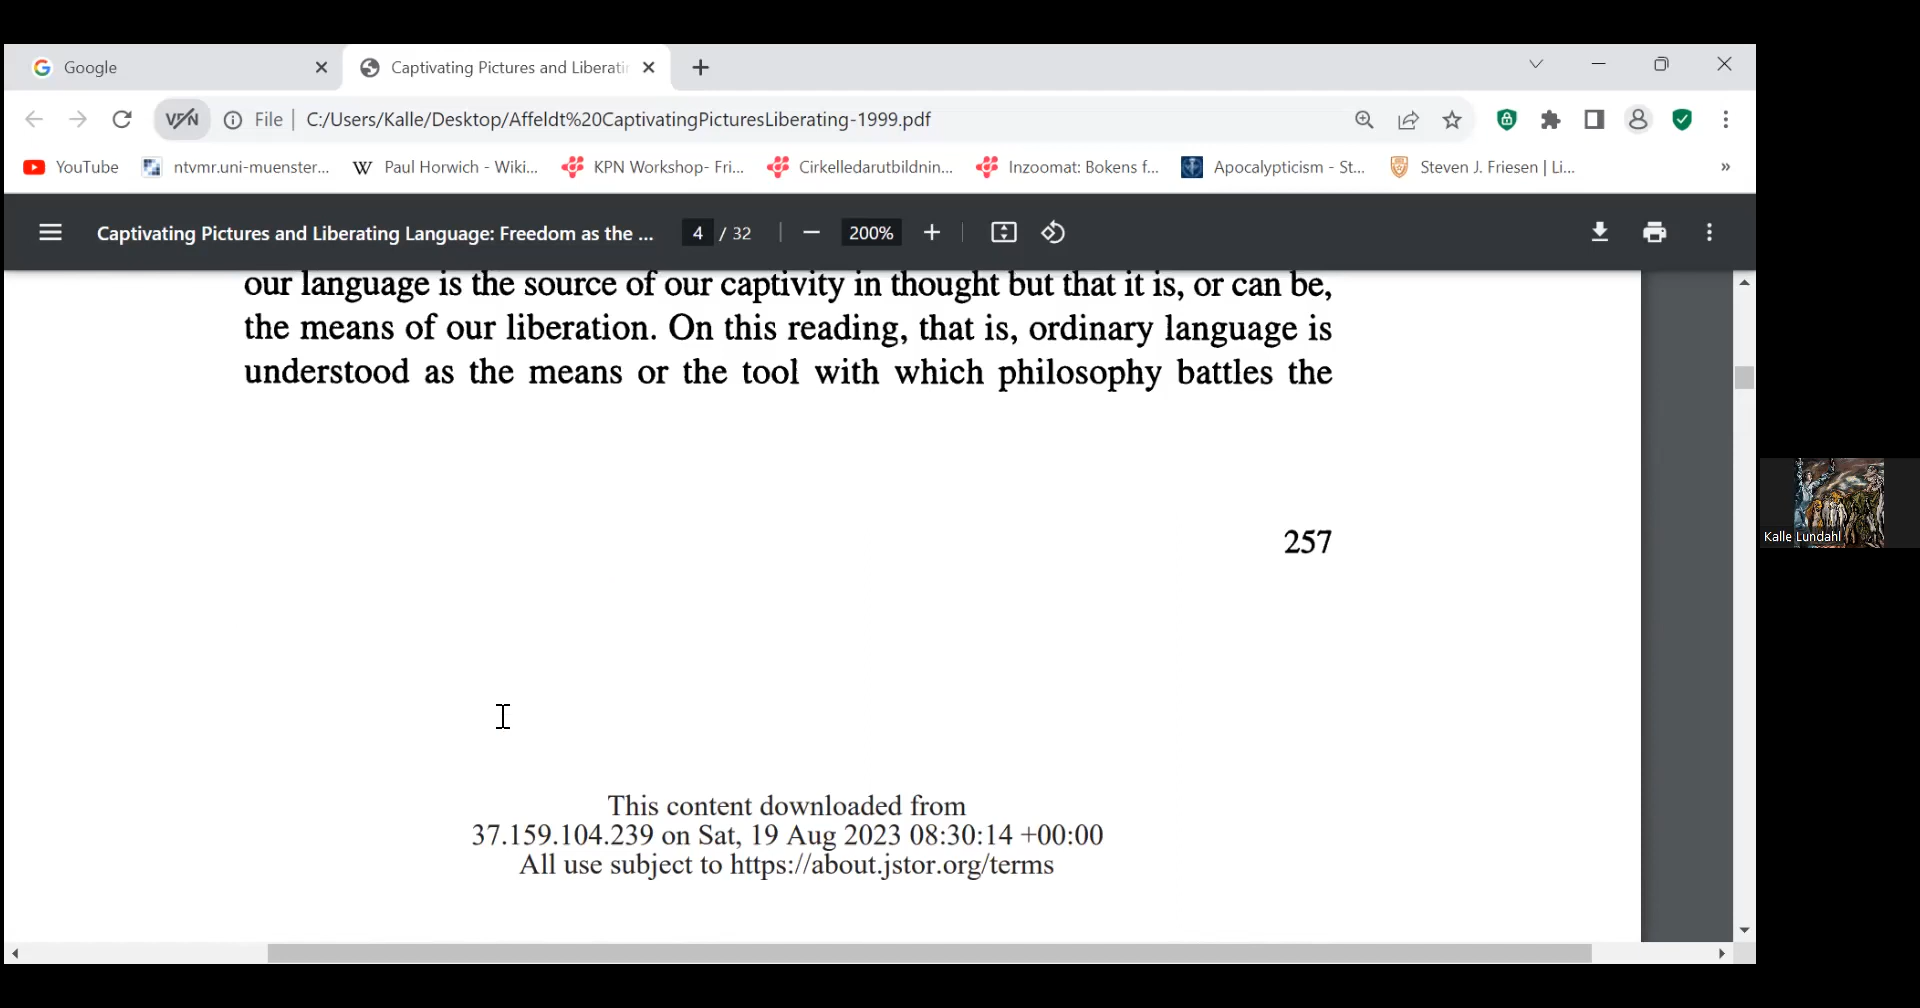 Google
Captivating Pictures and Liberatin
File
C:/Users/Kalle/Desktop/Affeldt%20CaptivatingPicturesLiberating-1999.pdf
YouTube
ntvmr.uni-muenster...
Paul Horwich - Wiki...
KPN Workshop- Fri...
Cirkelledarutbildnin...
Inzoomat: Bokens f...
Apocalypticism - St...
Steven J. Friesen | Li...
»
Captivating Pictures and Liberating Language: Freedom as the ...
4 / 32
200%
our language is the source of our captivity in thought but that it is, or can be,
the means of our liberation. On this reading, that is, ordinary language is
understood as the means or the tool with which philosophy battles the
257
Kalle Lundahl
This content downloaded from
37.159.104.239 on Sat, 19 Aug 2023 08:30:14 +00:00
All use subject to https://about.jstor.org/terms